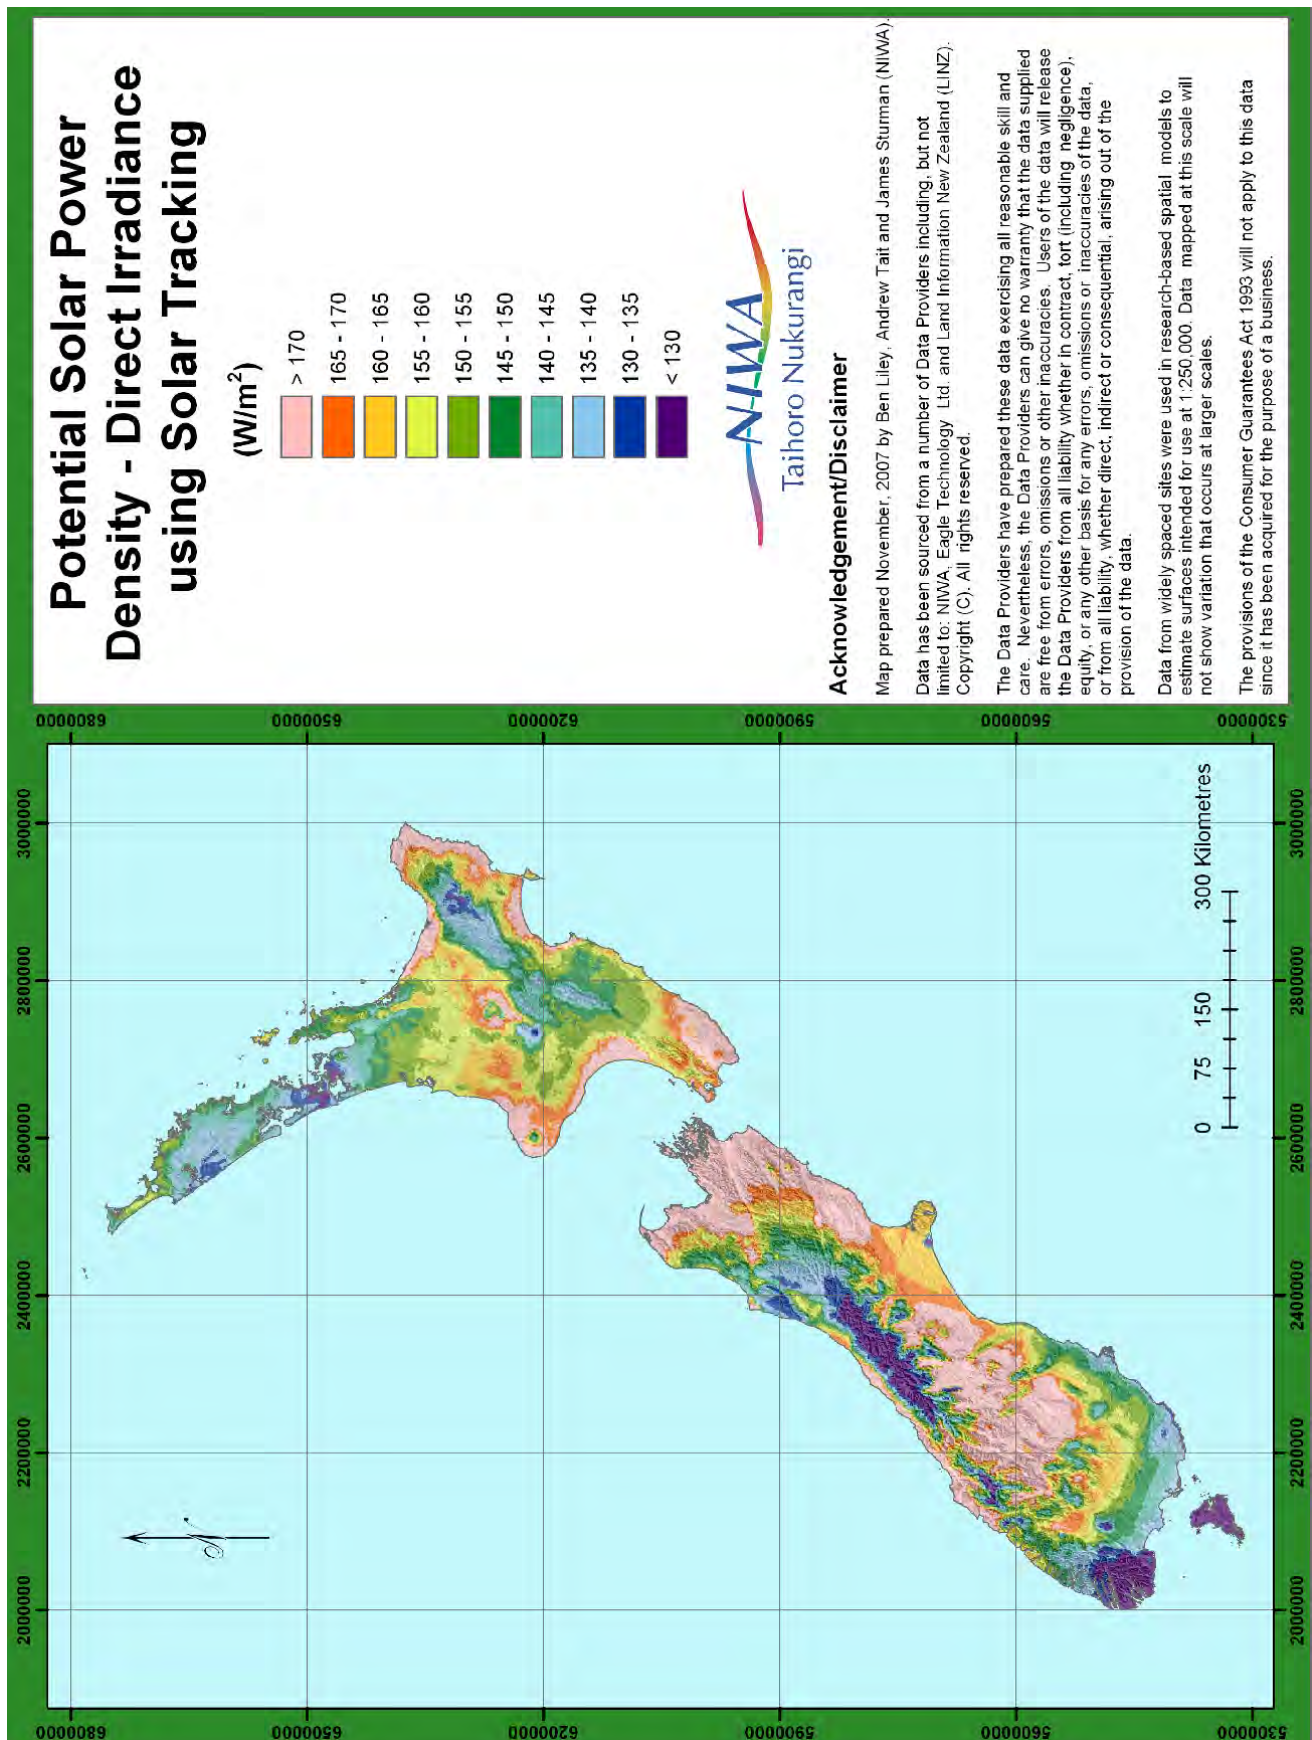 Potential Solar Power
Density - Direct Irradiance
using Solar Tracking
(W/m²)
> 170
165 - 170
160 - 165
155 - 160
150 - 155
145 - 150
140 - 145
135 - 140
130 - 135
< 130
NIWA
Taihoro Nukurangi
Acknowledgement/Disclaimer
Map prepared November, 2007 by Ben Liley, Andrew Tait and James Sturman (NIWA).
Data has been sourced from a number of Data Providers including, but not
limited to: NIWA, Eagle Technology Ltd. and Land Information New Zealand (LINZ).
Copyright (C). All rights reserved.
The Data Providers have prepared these data exercising all reasonable skill and
care. Nevertheless, the Data Providers can give no warranty that the data supplied
are free from errors, omissions or other inaccuracies. Users of the data will release
the Data Providers from all liability whether in contract, tort (including negligence),
equity, or any other basis for any errors, omissions or inaccuracies of the data,
or from all liability, whether direct, indirect or consequential, arising out of the
provision of the data.
Data from widely spaced sites were used in research-based spatial models to
estimate surfaces intended for use at 1:250,000. Data mapped at this scale will
not show variation that occurs at larger scales.
The provisions of the Consumer Guarantees Act 1993 will not apply to this data
since it has been acquired for the purpose of a business.
6800000
6500000
6200000
5900000
5600000
5300000
2000000
2200000
2400000
2600000
2800000
3000000
0 75 150 300 Kilometres
2000000
2200000
2400000
2600000
2800000
3000000
6800000
6500000
6200000
5900000
5600000
5300000